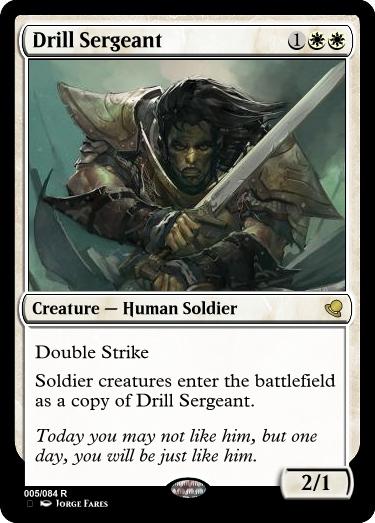 Drill Sergeant 1
Creature — Human Soldier
Double Strike
Soldier creatures enter the battlefield
as a copy of Drill Sergeant.
Today you may not like him, but one
day, you will be just like him.
2/1
005/084 R
Jorge Fares